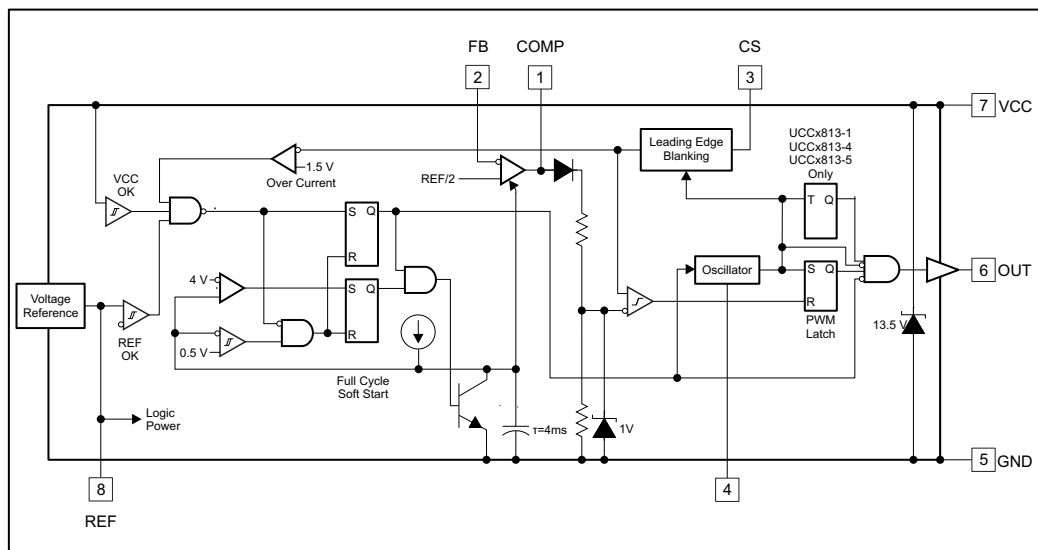 FB
COMP
CS
2
1
3
7
VCC
UCCx813-1
UCCx813-4
UCCx813-5
Only
Leading Edge
Blanking
1.5 V
Over Current
REF/2
VCC
OK
S
Q
R
T
Q
4 V
S
Q
R
Oscillator
S
Q
R
PWM
Latch
6
OUT
Voltage
Reference
REF
OK
0.5 V
13.5 V
Full Cycle
Soft Start
Logic
Power
τ=4ms
1V
5
GND
8
REF
4